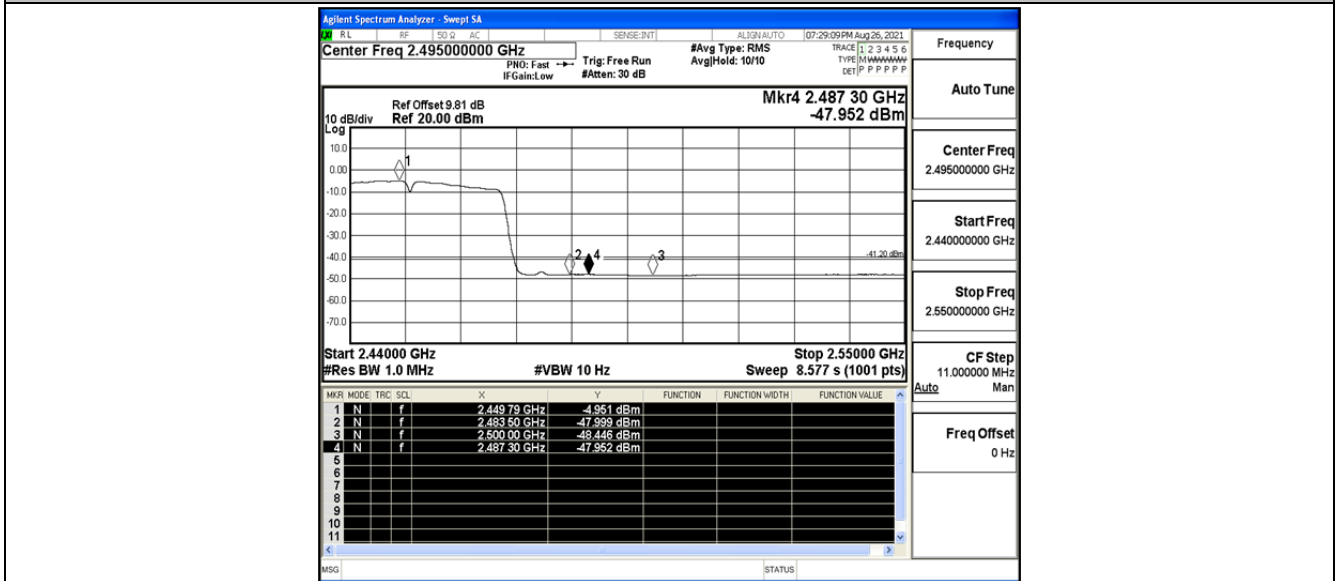 Agilent Spectrum Analyzer - Swept SA
LXI RL RF 50 Ω AC SENSE:INT ALIGNAUTO 07:29:09 PM Aug 26, 2021
Center Freq 2.495000000 GHz
PNO: Fast
IFGain:Low
Trig: Free Run
#Atten: 30 dB
#Avg Type: RMS
Avg|Hold: 10/10
TRACE 1 2 3 4 5 6
TYPE M W W W W W
DET P P P P P P
Ref Offset 9.81 dB
10 dB/div Ref 20.00 dBm
Log
Mkr4 2.487 30 GHz
-47.952 dBm
10.0
0.00
-10.0
-20.0
-30.0
-40.0
-50.0
-60.0
-70.0
1
2 4 3
-41.20 dBm
Start 2.44000 GHz Stop 2.55000 GHz
#Res BW 1.0 MHz #VBW 10 Hz Sweep 8.577 s (1001 pts)
MKR MODE TRC SCL X Y FUNCTION FUNCTION WIDTH FUNCTION VALUE
1 N f 2.449 79 GHz -4.951 dBm
2 N f 2.483 50 GHz -47.999 dBm
3 N f 2.500 00 GHz -48.446 dBm
4 N f 2.487 30 GHz -47.952 dBm
5
6
7
8
9
10
11
MSG STATUS
Frequency
Auto Tune
Center Freq
2.495000000 GHz
Start Freq
2.440000000 GHz
Stop Freq
2.550000000 GHz
CF Step
11.000000 MHz
Auto Man
Freq Offset
0 Hz